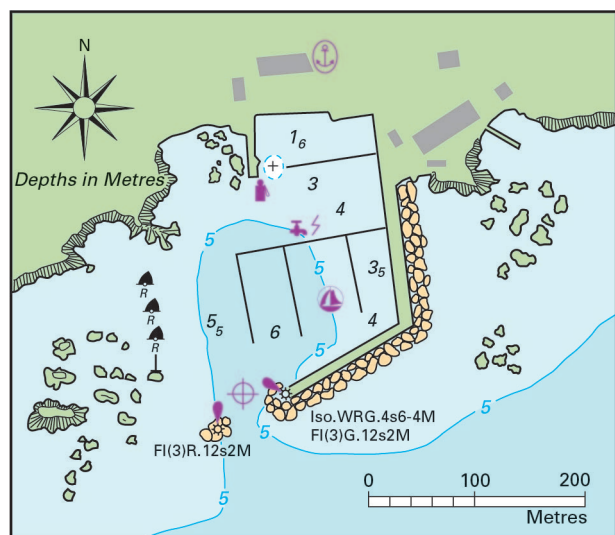 N
Depths in Metres
1₆
3
4
5
5
3₅
5₅
6
4
R
R
R
Iso.WRG.4s6-4M
Fl(3)G.12s2M
5
Fl(3)R.12s2M
5
0 100 200
Metres